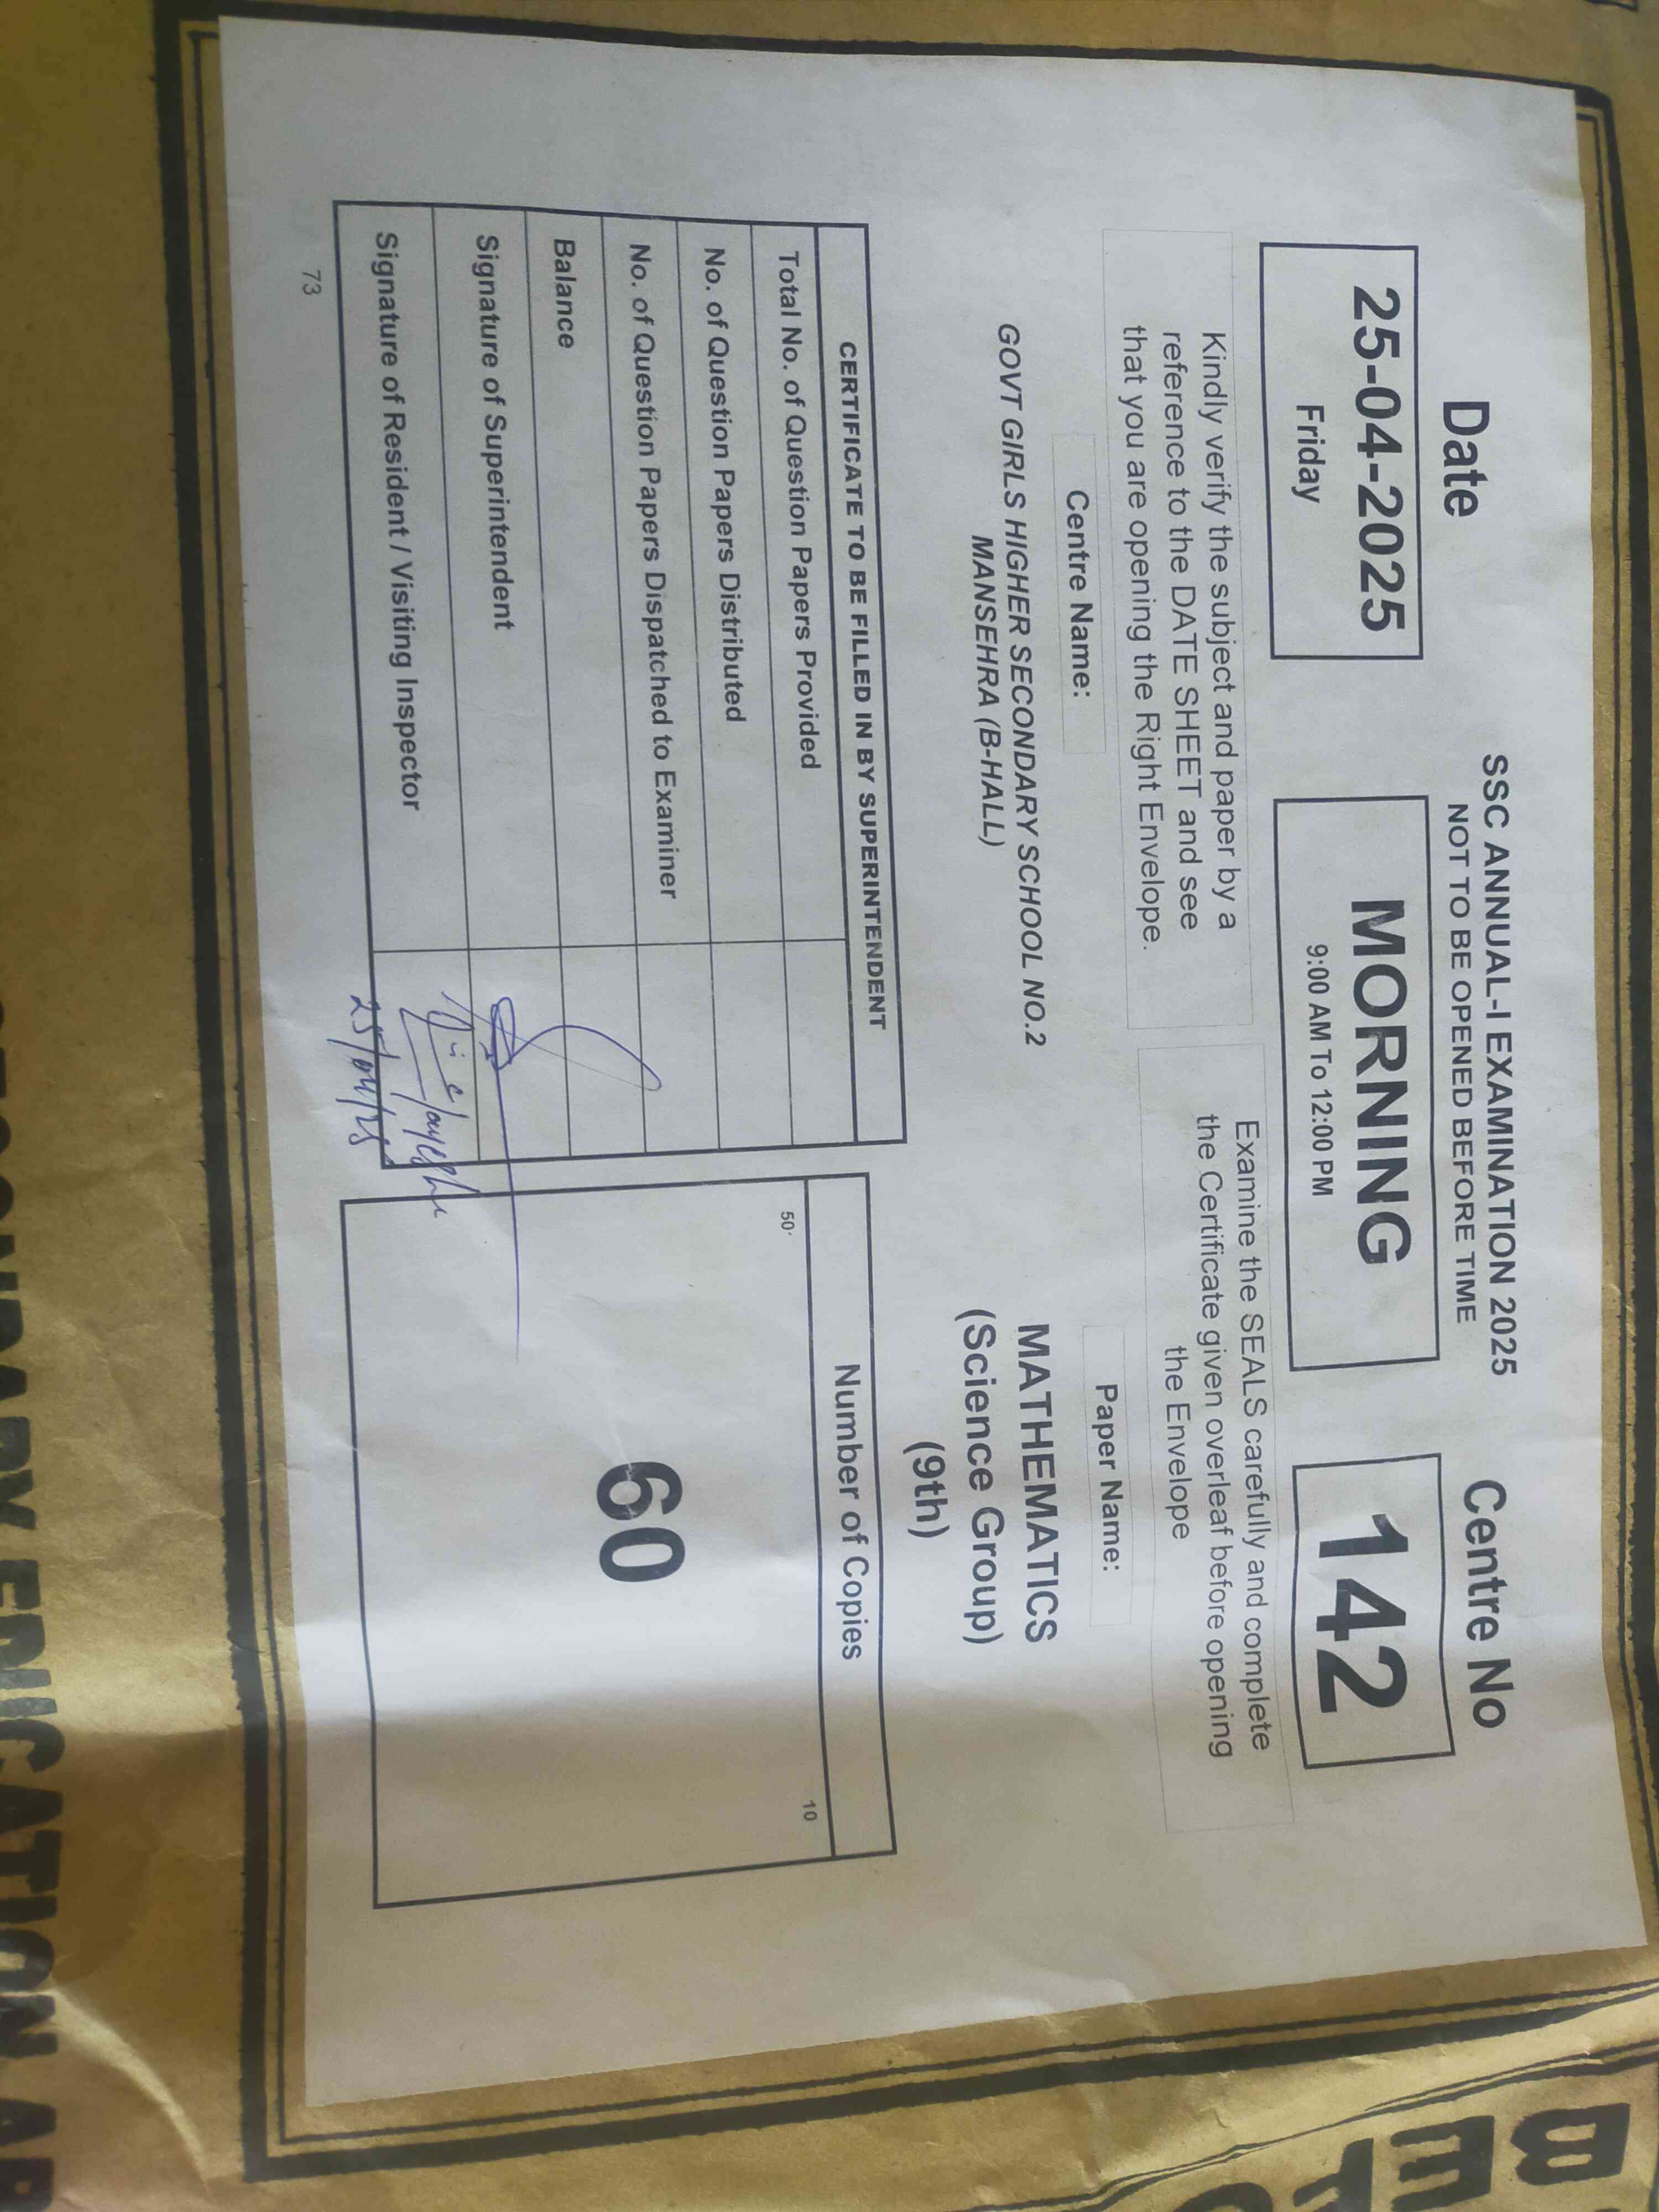 SSC ANNUAL-I EXAMINATION 2025
NOT TO BE OPENED BEFORE TIME
Date
Centre No
25-04-2025
Friday
MORNING
9:00 AM To 12:00 PM
142
Kindly verify the subject and paper by a
reference to the DATE SHEET and see
that you are opening the Right Envelope.
Examine the SEALS carefully and complete
the Certificate given overleaf before opening
the Envelope
Centre Name:
GOVT GIRLS HIGHER SECONDARY SCHOOL NO.2
MANSEHRA (B-HALL)
Paper Name:
MATHEMATICS
(Science Group)
(9th)
CERTIFICATE TO BE FILLED IN BY SUPERINTENDENT
Total No. of Question Papers Provided
No. of Question Papers Distributed
No. of Question Papers Dispatched to Examiner
Balance
Signature of Superintendent
Signature of Resident / Visiting Inspector
25/04/25
Number of Copies
50
10
60
73
SECONDARY EDUCATION AB